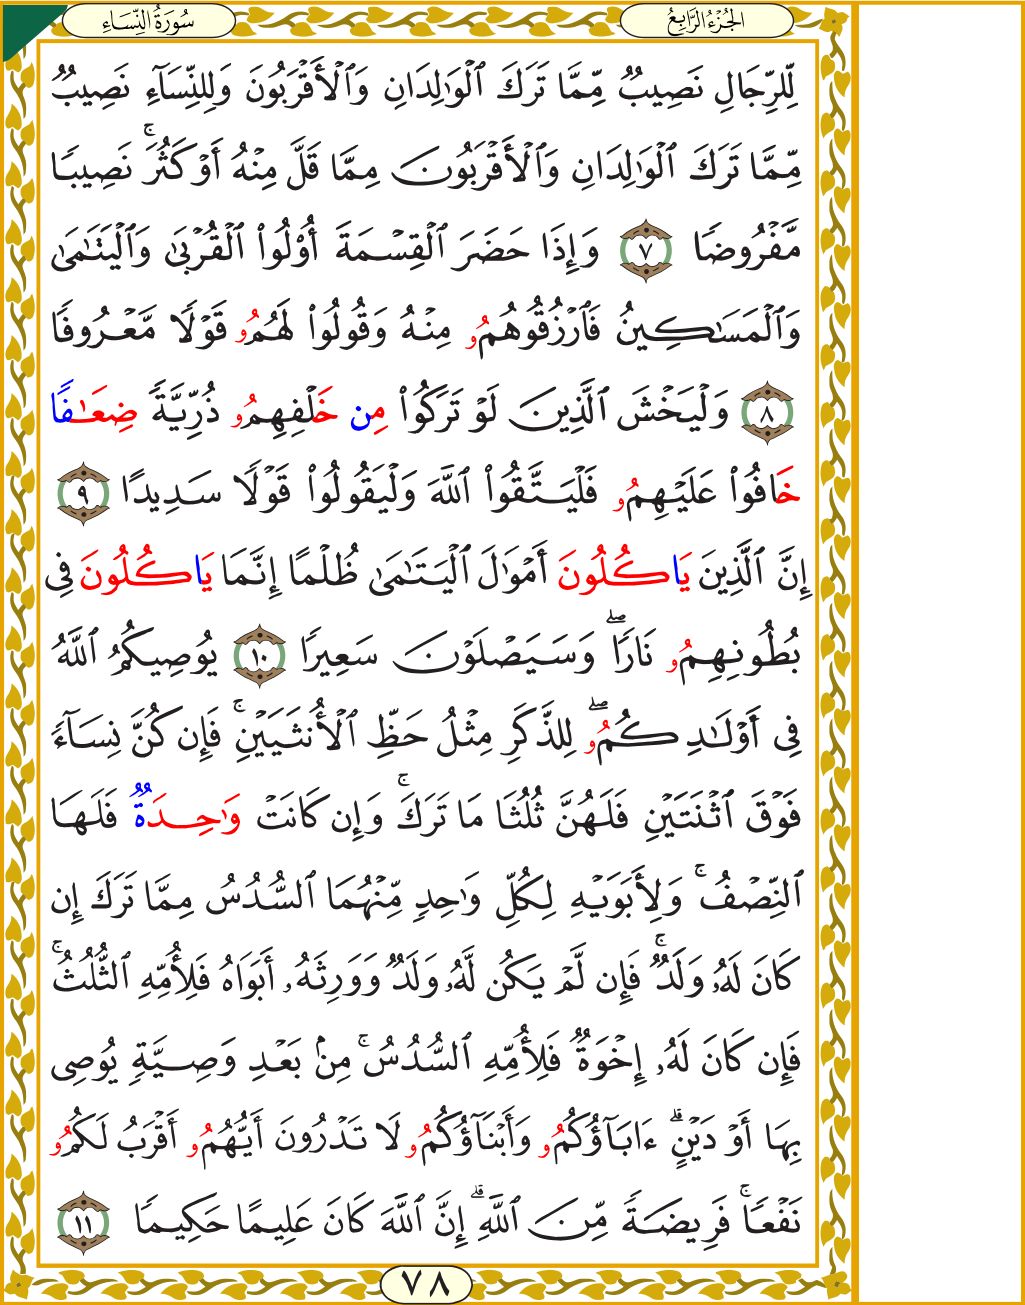 الجُزْءُ الرَّابِعُ
سُورَةُ النِّسَاءِ
لِّلرِّجَالِ نَصِيبٌ مِّمَّا تَرَكَ ٱلْوَٰلِدَانِ وَٱلْأَقْرَبُونَ وَلِلنِّسَآءِ نَصِيبٌ
مِّمَّا تَرَكَ ٱلْوَٰلِدَانِ وَٱلْأَقْرَبُونَ مِمَّا قَلَّ مِنْهُ أَوْ كَثُرَ ۚ نَصِيبًا
مَّفْرُوضًا ٧ وَإِذَا حَضَرَ ٱلْقِسْمَةَ أُو۟لُوا۟ ٱلْقُرْبَىٰ وَٱلْيَتَٰمَىٰ
وَٱلْمَسَٰكِينُ فَٱرْزُقُوهُمُۥ مِنْهُ وَقُولُوا۟ لَهُمُۥ قَوْلًا مَّعْرُوفًا
٨ وَلْيَخْشَ ٱلَّذِينَ لَوْ تَرَكُوا۟ مِن خَلْفِهِمُۥ ذُرِّيَّةً ضِعَٰفًا
خَافُوا۟ عَلَيْهِمُۥ فَلْيَتَّقُوا۟ ٱللَّهَ وَلْيَقُولُوا۟ قَوْلًا سَدِيدًا ٩
إِنَّ ٱلَّذِينَ يَاكُلُونَ أَمْوَٰلَ ٱلْيَتَٰمَىٰ ظُلْمًا إِنَّمَا يَاكُلُونَ فِى
بُطُونِهِمُۥ نَارًا ۖ وَسَيَصْلَوْنَ سَعِيرًا ١٠ يُوصِيكُمُ ٱللَّهُ
فِى أَوْلَٰدِكُمُۥ ۖ لِلذَّكَرِ مِثْلُ حَظِّ ٱلْأُنثَيَيْنِ ۚ فَإِن كُنَّ نِسَآءً
فَوْقَ ٱثْنَتَيْنِ فَلَهُنَّ ثُلُثَا مَا تَرَكَ ۚ وَإِن كَانَتْ وَٰحِدَةٌ فَلَهَا
ٱلنِّصْفُ ۚ وَلِأَبَوَيْهِ لِكُلِّ وَٰحِدٍ مِّنْهُمَا ٱلسُّدُسُ مِمَّا تَرَكَ إِن
كَانَ لَهُۥ وَلَدٌ ۚ فَإِن لَّمْ يَكُن لَّهُۥ وَلَدٌ وَوَرِثَهُۥ أَبَوَاهُ فَلِأُمِّهِ ٱلثُّلُثُ ۚ
فَإِن كَانَ لَهُۥ إِخْوَةٌ فَلِأُمِّهِ ٱلسُّدُسُ ۚ مِنۢ بَعْدِ وَصِيَّةٍ يُوصِى
بِهَا أَوْ دَيْنٍ ۗ ءَابَآؤُكُمُۥ وَأَبْنَآؤُكُمُۥ لَا تَدْرُونَ أَيُّهُمُۥ أَقْرَبُ لَكُمُۥ
نَفْعًا ۚ فَرِيضَةً مِّنَ ٱللَّهِ ۗ إِنَّ ٱللَّهَ كَانَ عَلِيمًا حَكِيمًا ١١
٧٨